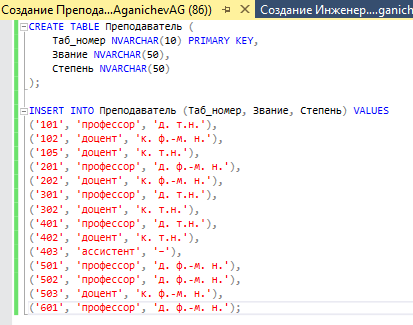 Создание Препода...AganichevAG (86))
Создание Инженер....ganich
CREATE TABLE Преподаватель (
Таб_номер NVARCHAR(10) PRIMARY KEY,
Звание NVARCHAR(50),
Степень NVARCHAR(50)
);
INSERT INTO Преподаватель (Таб_номер, Звание, Степень) VALUES
('101', 'профессор', 'д. т.н.'),
('102', 'доцент', 'к. ф.-м. н.'),
('105', 'доцент', 'к. т.н.'),
('201', 'профессор', 'д. ф.-м. н.'),
('202', 'доцент', 'к. ф.-м. н.'),
('301', 'профессор', 'д. т.н.'),
('302', 'доцент', 'к. т.н.'),
('401', 'профессор', 'д. т.н.'),
('402', 'доцент', 'к. т.н.'),
('403', 'ассистент', '-'),
('501', 'профессор', 'д. ф.-м. н.'),
('502', 'профессор', 'д. ф.-м. н.'),
('503', 'доцент', 'к. ф.-м. н.'),
('601', 'профессор', 'д. ф.-м. н.');